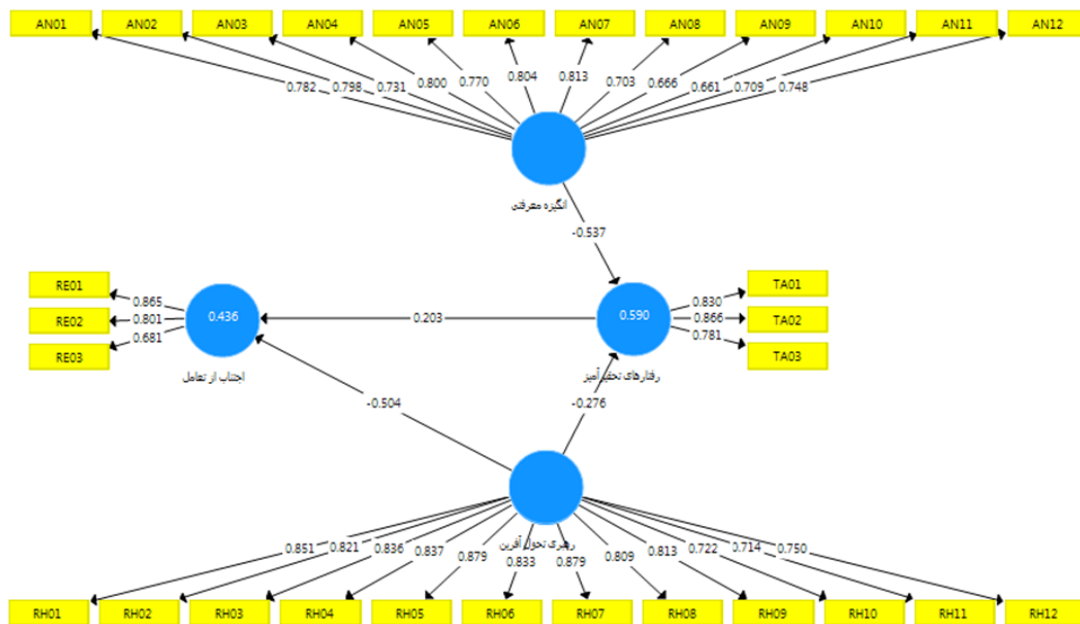 AN01 AN02 AN03 AN04 AN05 AN06 AN07 AN08 AN09 AN10 AN11 AN12
0.782 0.798 0.731 0.800 0.770 0.804 0.813 0.703 0.666 0.661 0.709 0.748
انگیزه معرفتی
-0.537
RE01
RE02
RE03
0.865
0.801
0.681
0.436
اجتناب از تعامل
0.203
0.590
رفتارهای تحقیرآمیز
0.830
0.866
0.781
TA01
TA02
TA03
-0.504
-0.276
رهبری تحول آفرین
0.851 0.821 0.836 0.837 0.879 0.833 0.879 0.809 0.813 0.722 0.714 0.750
RH01 RH02 RH03 RH04 RH05 RH06 RH07 RH08 RH09 RH10 RH11 RH12